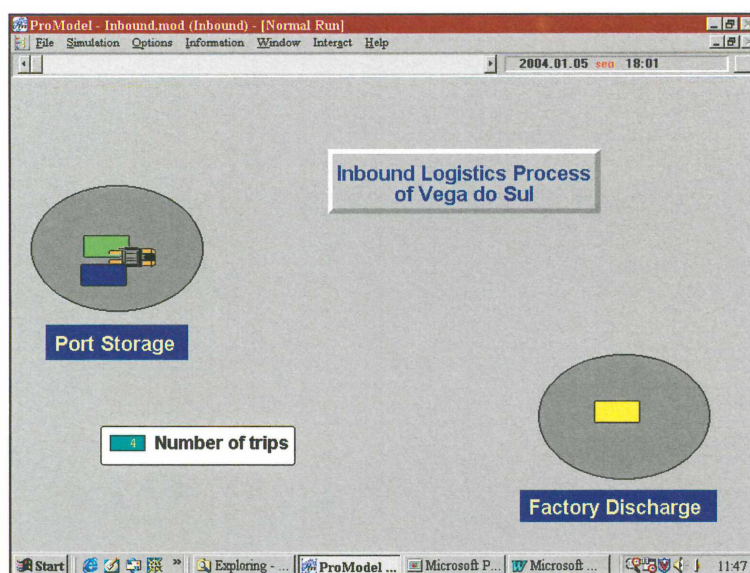 ProModel - Inbound.mod (Inbound) - [Normal Run]
File Simulation Options Information Window Interact Help
2004.01.05 seg 18:01
Inbound Logistics Process
of Vega do Sul
Port Storage
4 Number of trips
Factory Discharge
Start » Exploring - ... ProModel ... Microsoft P... Microsoft ... 11:47